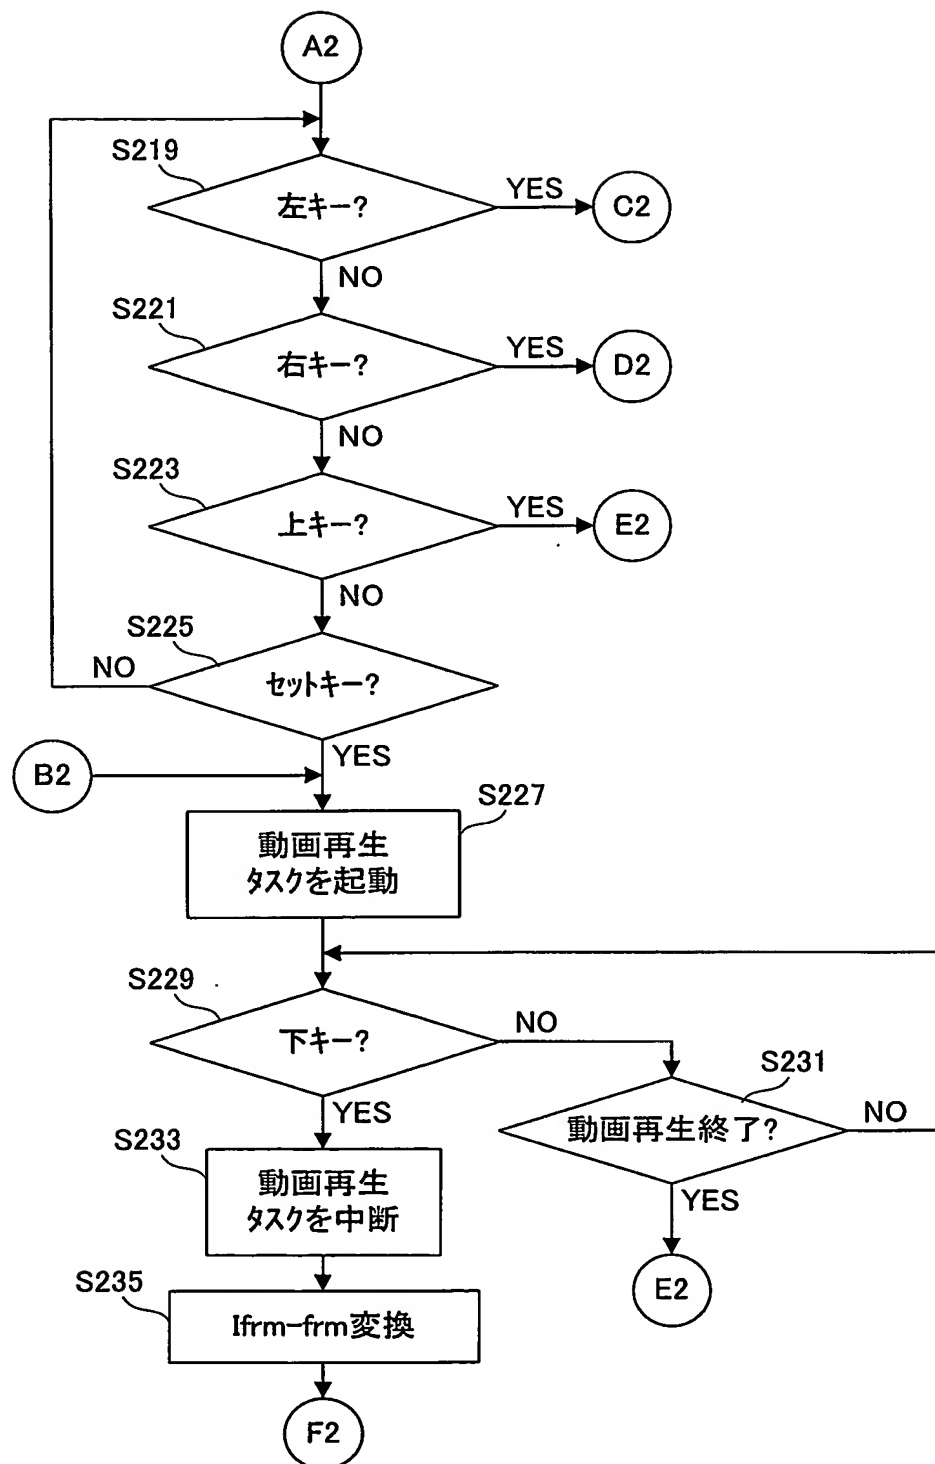 A2
S219
左キー?
YES
C2
NO
S221
右キー?
YES
D2
NO
S223
上キー?
YES
E2
NO
S225
セットキー?
NO
YES
B2
S227
動画再生
タスクを起動
S229
下キー?
NO
S231
動画再生終了?
NO
YES
S233
動画再生
タスクを中断
YES
E2
S235
Ifrm-frm変換
F2